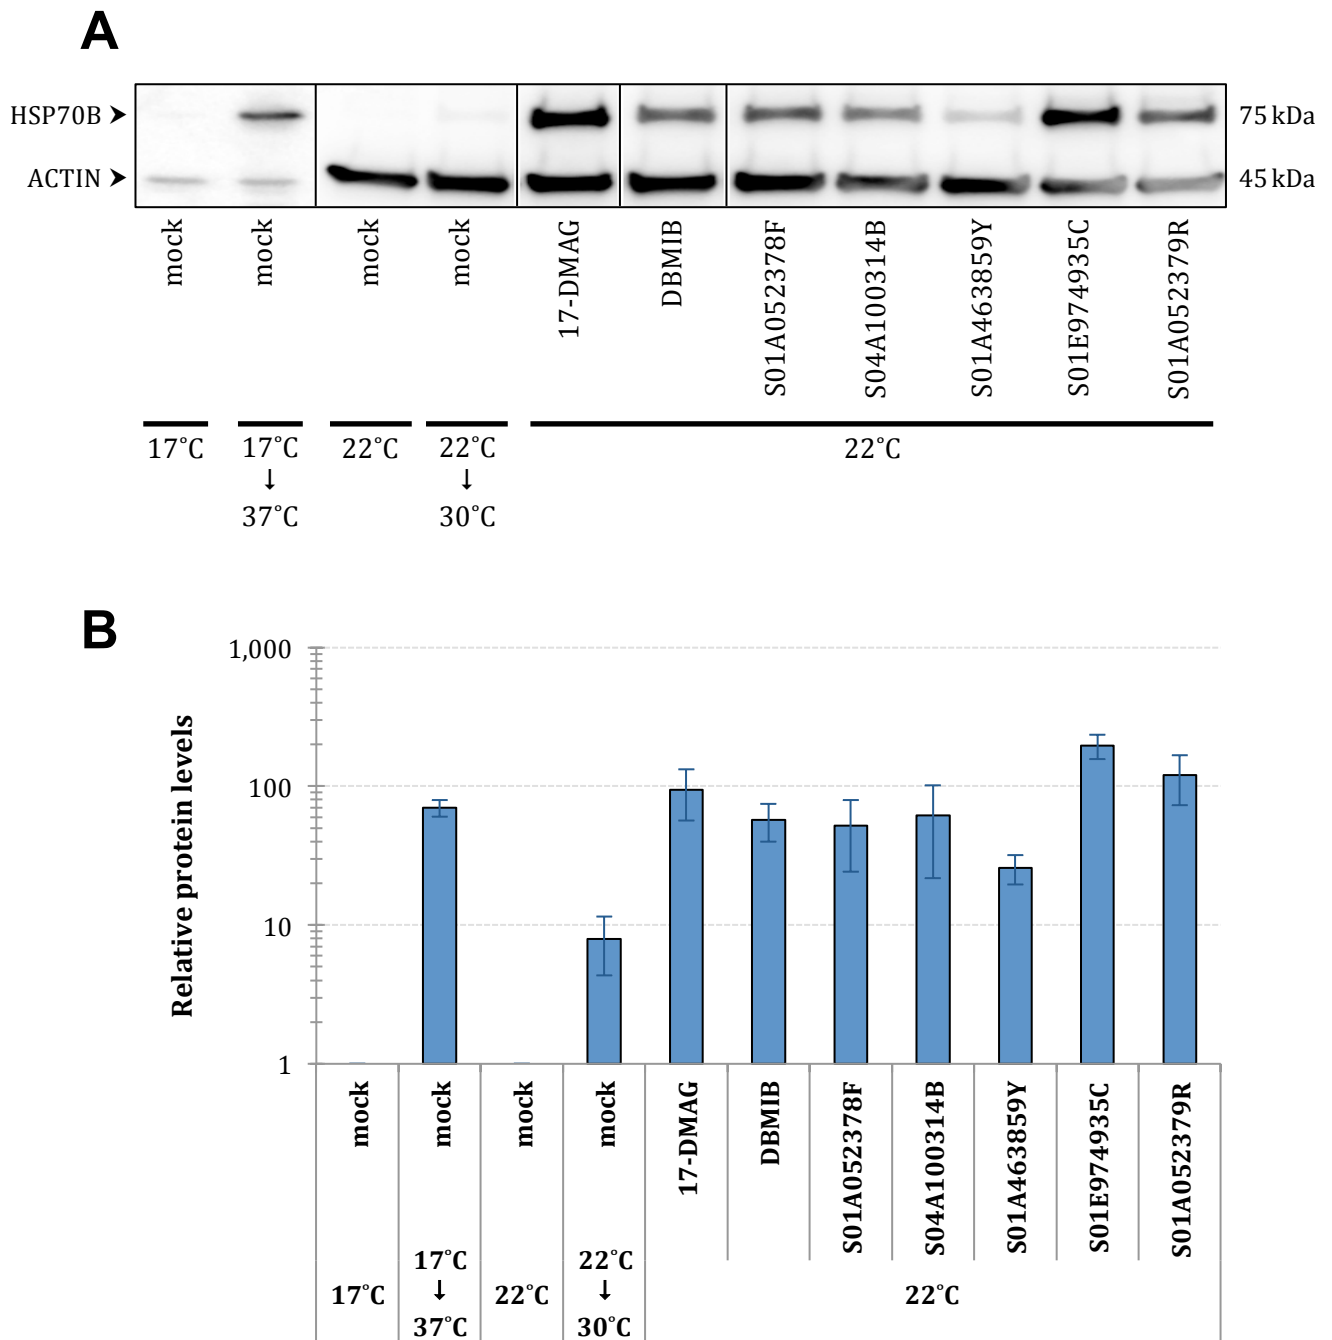 A
HSP70B ➤
75 kDa
ACTIN ➤
45 kDa
mock
mock
mock
mock
17-DMAG
DBMIB
S01A052378F
S04A100314B
S01A463859Y
S01E974935C
S01A052379R
17°C
17°C
↓
37°C
22°C
22°C
↓
30°C
22°C
B
Relative protein levels
1,000
100
10
1
mock
mock
mock
mock
17-DMAG
DBMIB
S01A052378F
S04A100314B
S01A463859Y
S01E974935C
S01A052379R
17°C
17°C
↓
37°C
22°C
22°C
↓
30°C
22°C